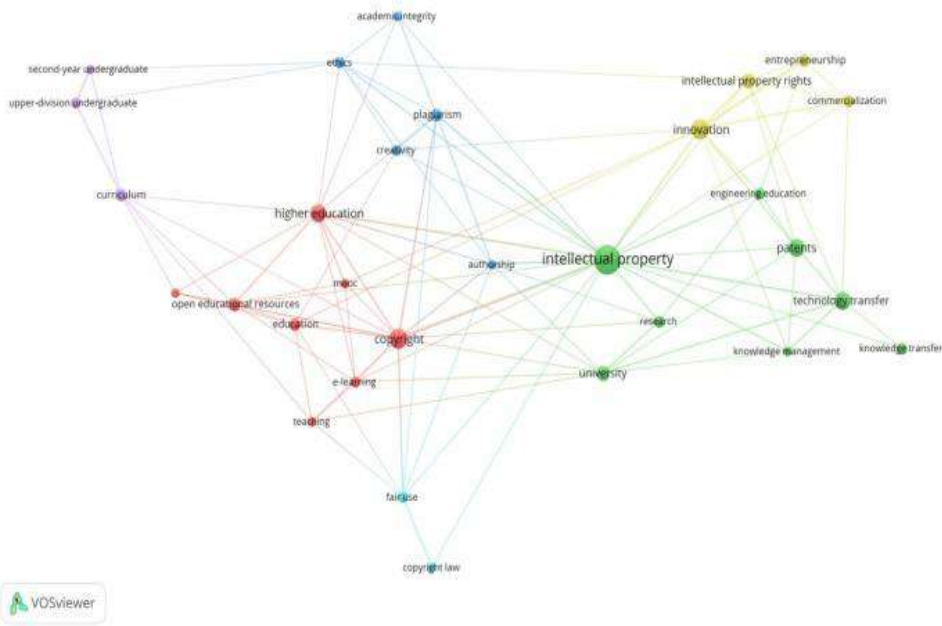 academic integrity
ethics
entrepreneurship
second-year undergraduate
intellectual property rights
upper-division undergraduate
commercialization
plagiarism
innovation
creativity
curriculum
engineering education
higher education
patents
intellectual property
authorship
mooc
open educational resources
technology transfer
education
research
copyright
knowledge management
knowledge transfer
university
e-learning
teaching
fair use
copyright law
VOSviewer